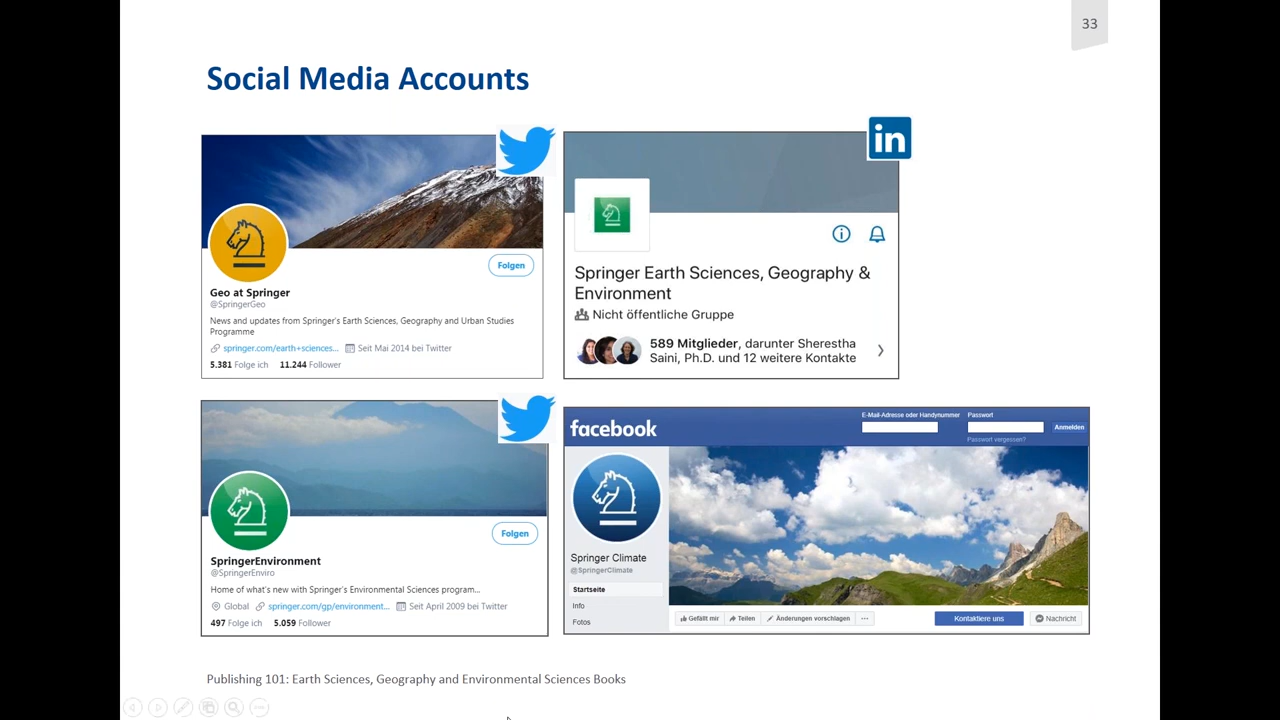 33
Social Media Accounts
Folgen
Geo at Springer
@SpringerGeo
News and updates from Springer's Earth Sciences, Geography and Urban Studies
Programme
springer.com/earth+sciences... Seit Mai 2014 bei Twitter
5.381 Folge ich 11.244 Follower
in
Springer Earth Sciences, Geography &
Environment
Nicht öffentliche Gruppe
589 Mitglieder, darunter Sherestha
Saini, Ph.D. und 12 weitere Kontakte
Folgen
SpringerEnvironment
@SpringerEnviro
Home of what's new with Springer's Environmental Sciences program...
Global springer.com/gp/environment... Seit April 2009 bei Twitter
497 Folge ich 5.059 Follower
facebook
E-Mail-Adresse oder Handynummer Passwort
Anmelden
Passwort vergessen?
Springer Climate
@SpringerClimate
Startseite
Info
Fotos
Gefällt mir Teilen Änderungen vorschlagen ... Kontaktiere uns Nachricht
Publishing 101: Earth Sciences, Geography and Environmental Sciences Books